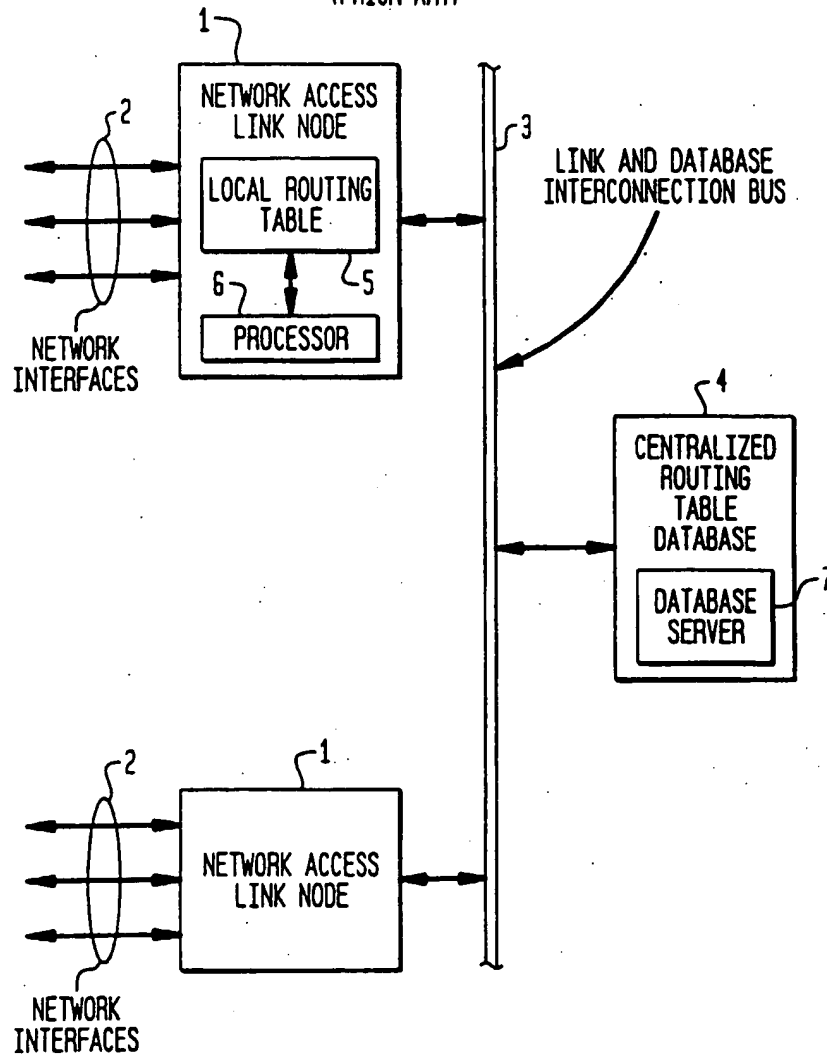 1
NETWORK ACCESS
LINK NODE
2
3
LOCAL ROUTING
TABLE
LINK AND DATABASE
INTERCONNECTION BUS
6
5
PROCESSOR
NETWORK
INTERFACES
4
CENTRALIZED
ROUTING
TABLE
DATABASE
7
DATABASE
SERVER
2
1
NETWORK ACCESS
LINK NODE
NETWORK
INTERFACES